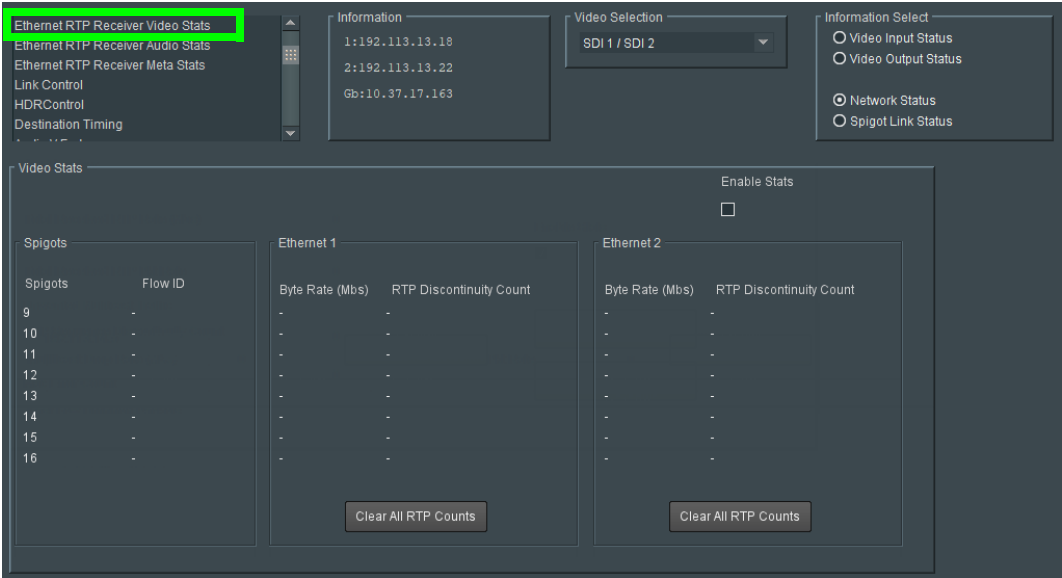 Ethernet RTP Receiver Video Stats
Ethernet RTP Receiver Audio Stats
Ethernet RTP Receiver Meta Stats
Link Control
HDRControl
Destination Timing
Information
1:192.113.13.18
2:192.113.13.22
Gb:10.37.17.163
Video Selection
SDI 1 / SDI 2
Information Select
Video Input Status
Video Output Status
Network Status
Spigot Link Status
Video Stats
Enable Stats
Spigots
Spigots Flow ID
9 -
10 -
11 -
12 -
13 -
14 -
15 -
16 -
Ethernet 1
Byte Rate (Mbs) RTP Discontinuity Count
- -
- -
- -
- -
- -
- -
- -
- -
Clear All RTP Counts
Ethernet 2
Byte Rate (Mbs) RTP Discontinuity Count
- -
- -
- -
- -
- -
- -
- -
- -
Clear All RTP Counts